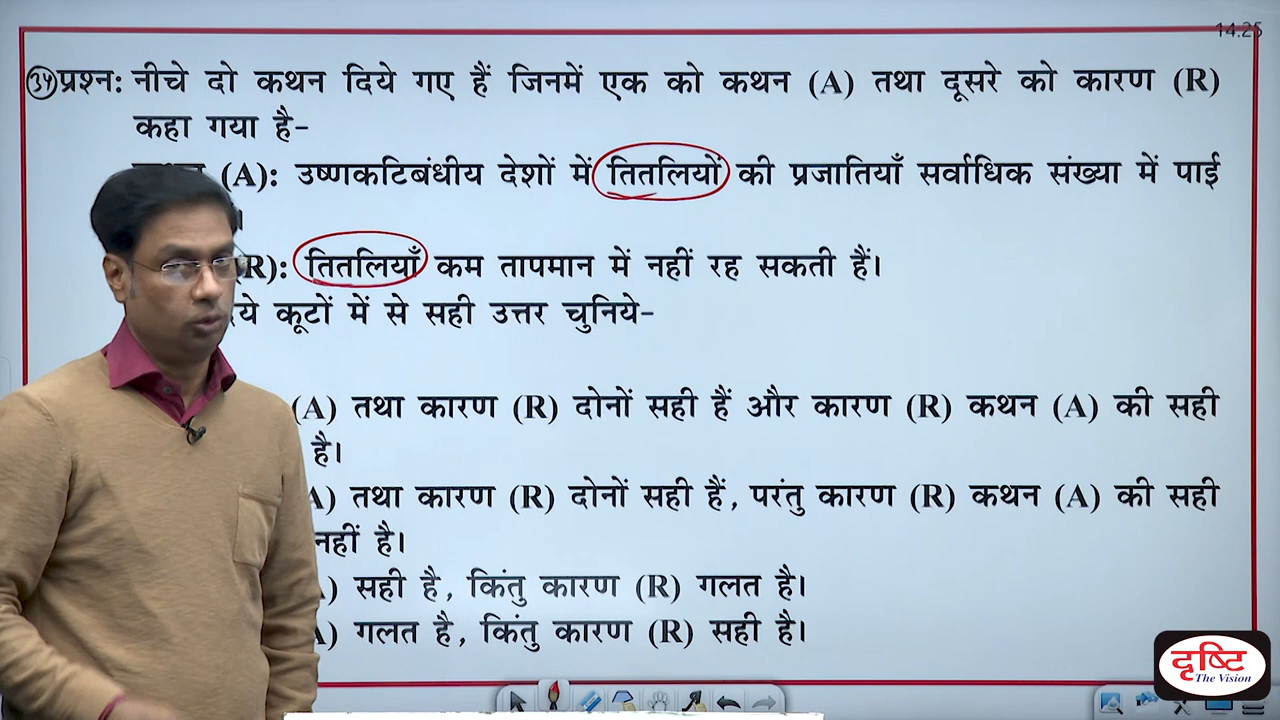 14:25
34 प्रश्न: नीचे दो कथन दिये गए हैं जिनमें एक को कथन (A) तथा दूसरे को कारण (R)
कहा गया है-
(A): उष्णकटिबंधीय देशों में तितलियों की प्रजातियाँ सर्वाधिक संख्या में पाई
।
(R): तितलियाँ कम तापमान में नहीं रह सकती हैं।
कूटों में से सही उत्तर चुनिये-
(A) तथा कारण (R) दोनों सही हैं और कारण (R) कथन (A) की सही
है।
A) तथा कारण (R) दोनों सही हैं, परंतु कारण (R) कथन (A) की सही
नहीं है।
) सही है, किंतु कारण (R) गलत है।
A) गलत है, किंतु कारण (R) सही है।
दृष्टि
The Vision